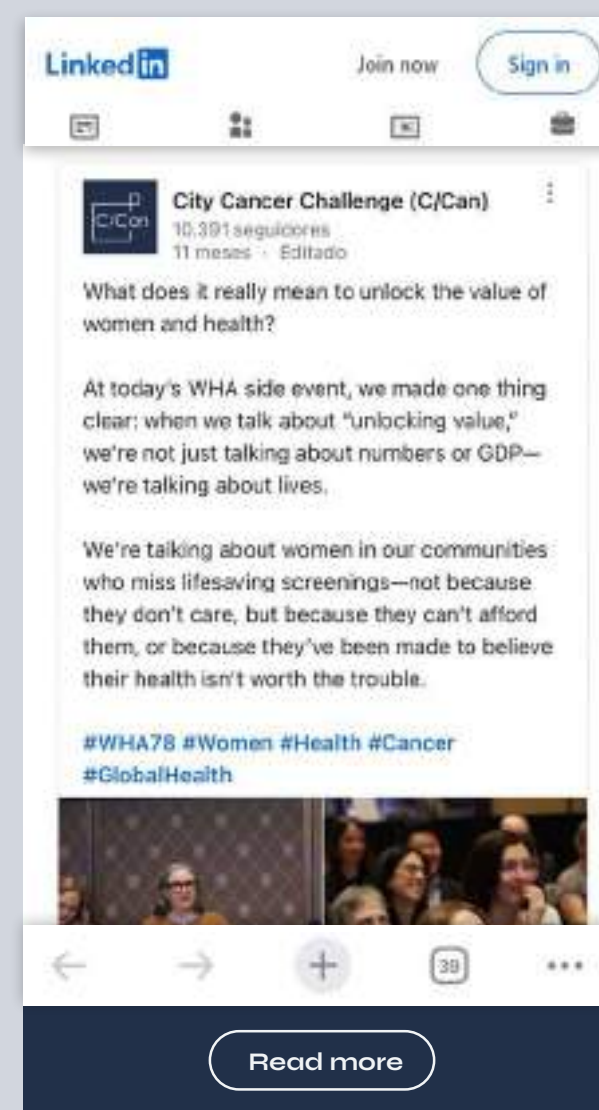 Linked in
Join now
Sign in
C/Can
City Cancer Challenge (C/Can)
10.391 seguidores
11 meses · Editado
What does it really mean to unlock the value of
women and health?
At today's WHA side event, we made one thing
clear: when we talk about "unlocking value,"
we're not just talking about numbers or GDP—
we're talking about lives.
We're talking about women in our communities
who miss lifesaving screenings—not because
they don't care, but because they can't afford
them, or because they've been made to believe
their health isn't worth the trouble.
#WHA78 #Women #Health #Cancer
#GlobalHealth
39
Read more